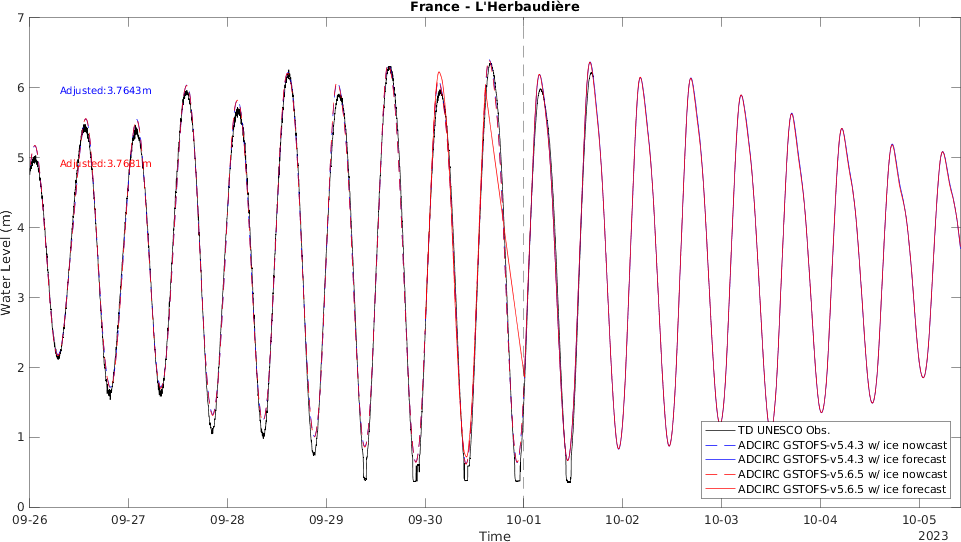 France - L'Herbaudière
7
6
5
4
3
2
1
0
Water Level (m)
Adjusted:3.7643m
Adjusted:3.7631m
TD UNESCO Obs.
ADCIRC GSTOFS-v5.4.3 w/ ice nowcast
ADCIRC GSTOFS-v5.4.3 w/ ice forecast
ADCIRC GSTOFS-v5.6.5 w/ ice nowcast
ADCIRC GSTOFS-v5.6.5 w/ ice forecast
09-26 09-27 09-28 09-29 09-30 10-01 10-02 10-03 10-04 10-05
Time
2023